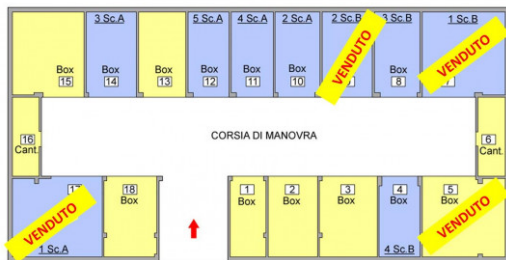 3 Sc.A
5 Sc.A
4 Sc.A
2 Sc.A
2 Sc.B
3 Sc.B
1 Sc.B
VENDUTO
VENDUTO
Box
15
Box
14
Box
13
Box
12
Box
11
Box
10
Box
8
16
Cant.
CORSIA DI MANOVRA
6
Cant.
17
VENDUTO
1 Sc.A
18
Box
1
Box
2
Box
3
Box
4
Box
4 Sc.B
5
Box
VENDUTO